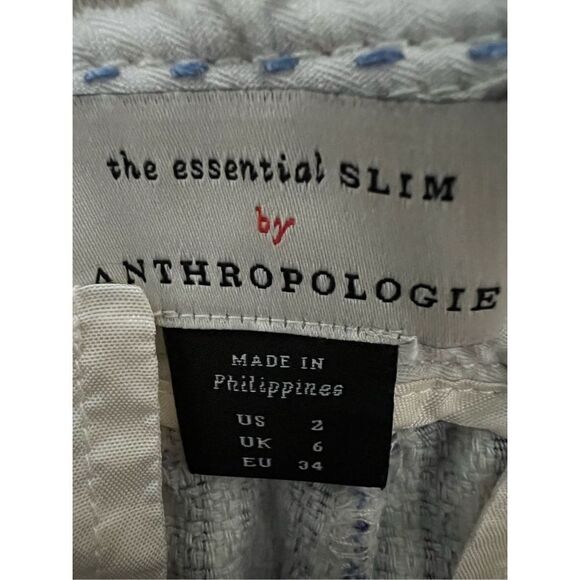 the essential SLIM
by
ANTHROPOLOGIE
MADE IN
Philippines
US 2
UK 6
EU 34